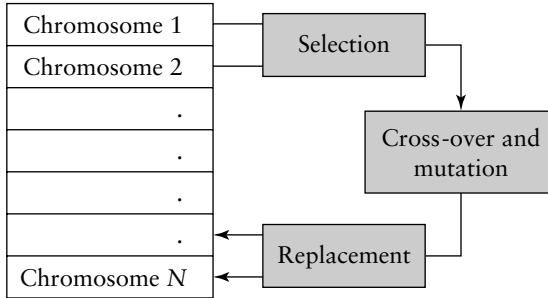 Chromosome 1
Chromosome 2
.
.
.
.
Chromosome N
Selection
Cross-over and
mutation
Replacement